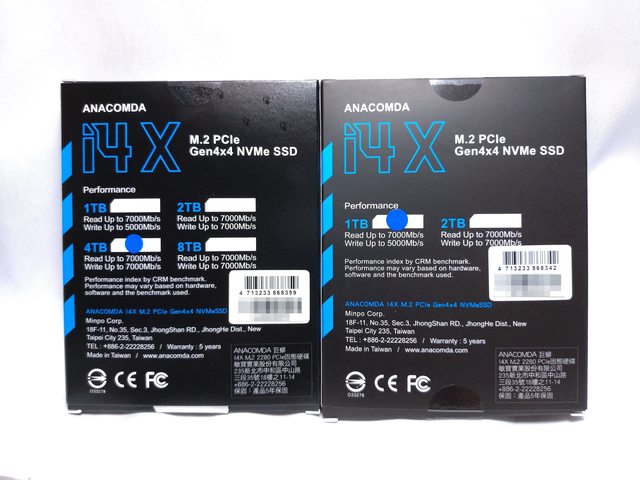 ANACOMDA
i4 X
M.2 PCIe
Gen4x4 NVMe SSD
Performance
1TB
Read Up to 7000Mb/s
Write Up to 5000Mb/s
2TB
Read Up to 7000Mb/s
Write Up to 7000Mb/s
4TB
Read Up to 7000Mb/s
Write Up to 7000Mb/s
8TB
Read Up to 7000Mb/s
Write Up to 7000Mb/s
Performance index by CRM benchmark.
Performance may vary based on hardware,
software and the benchmark used.
4 713233 868359
ANACOMDA I4X M.2 PCIe Gen4x4 NVMeSSD
Minpo Corp.
18F-11, No.35, Sec.3, JhongShan RD., JhongHe Dist., New
Taipei City 235, Taiwan
TEL : +886-2-22228256 / Warranty : 5 years
Made in Taiwan / www.anacomda.com
D33278
CE FC
ANACOMDA 巨蟒
I4X M.2 2280 PCIe固態硬碟
敏寶實業股份有限公司
235新北市中和區中山路
三段35號18樓之11-14
+886-2-22228256
保固：產品5年保固
ANACOMDA
i4 X
M.2 PCIe
Gen4x4 NVMe SSD
Performance
1TB
Read Up to 7000Mb/s
Write Up to 5000Mb/s
2TB
Read Up to 7000Mb/s
Write Up to 7000Mb/s
Performance index by CRM benchmark.
Performance may vary based on hardware,
software and the benchmark used.
4 713233 868342
ANACOMDA I4X M.2 PCIe Gen4x4 NVMeSSD
Minpo Corp.
18F-11, No.35, Sec.3, JhongShan RD., JhongHe Dist., New
Taipei City 235, Taiwan
TEL : +886-2-22228256 / Warranty : 5 years
Made in Taiwan / www.anacomda.com
D33278
CE FC
ANACOMDA 巨蟒
I4X M.2 2280 PCIe固態硬碟
敏寶實業股份有限公司
235新北市中和區中山路
三段35號18樓之11-14
+886-2-22228256
保固：產品5年保固